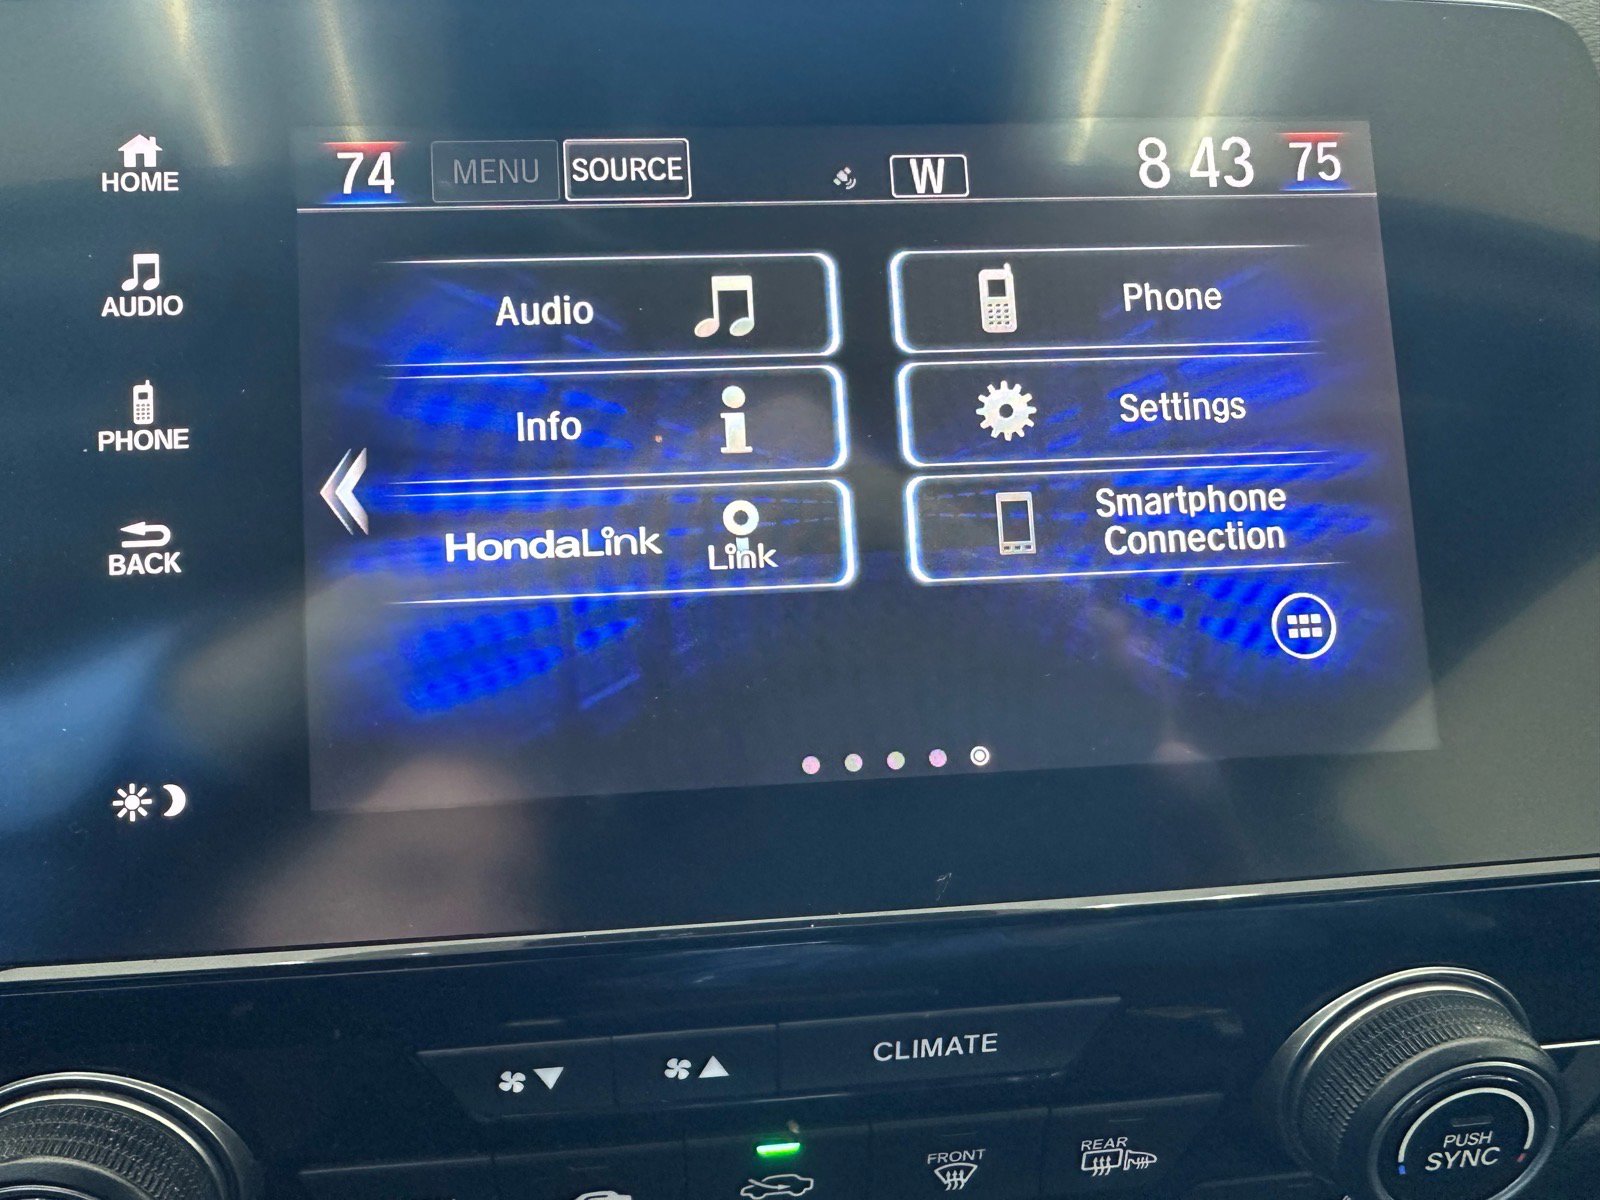 HOME
AUDIO
PHONE
BACK
74 MENU SOURCE W 8 43 75
Audio
Phone
Info
Settings
HondaLink
Link
Smartphone
Connection
CLIMATE
FRONT
REAR
PUSH
SYNC